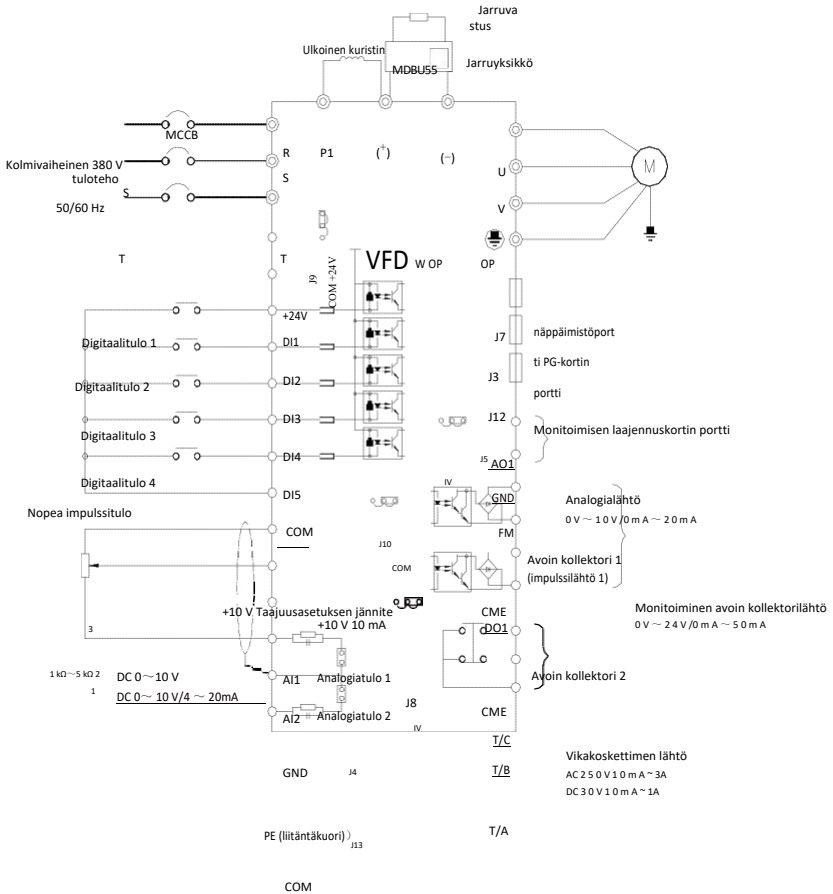 Jarruva
stus
Ulkoinen kuristin
MDBU55
Jarruyksikkö
MCCB
R
P1
(+)
(−)
Kolmivaiheinen 380 V
tuloteho
S
S
U
M
50/60 Hz
V
T
T
J9
COM +24V
VFD
W OP
OP
+24V
J7
näppäimistöport
Digitaalitulo 1
DI1
ti PG-kortin
J3
Digitaalitulo 2
DI2
portti
Digitaalitulo 3
DI3
J12
Monitoimisen laajennuskortin portti
Digitaalitulo 4
DI4
J5
AO1
DI5
IV
GND
Analogialähtö
Nopea impulssitulo
0 V ～ 1 0 V /0 m A ～ 2 0 m A
COM
FM
J10
Avoin kollektori 1
COM
(impulssilähtö 1)
+10 V Taajuusasetuksen jännite
+10 V 10 mA
CME
Monitoiminen avoin kollektorilähtö
3
DO1
0 V ～ 2 4 V /0 m A ～ 5 0 m A
1 kΩ～5 kΩ 2
DC 0～10 V
AI1
Analogiatulo 1
Avoin kollektori 2
1
DC 0～ 10 V/4 ～ 20mA
AI2
Analogiatulo 2
J8
CME
IV
T/C
Vikakoskettimen lähtö
GND
J4
T/B
AC 2 5 0 V 1 0 m A ~ 3A
DC 3 0 V 1 0 m A ~ 1A
PE (liitäntäkuori)）
J13
T/A
COM